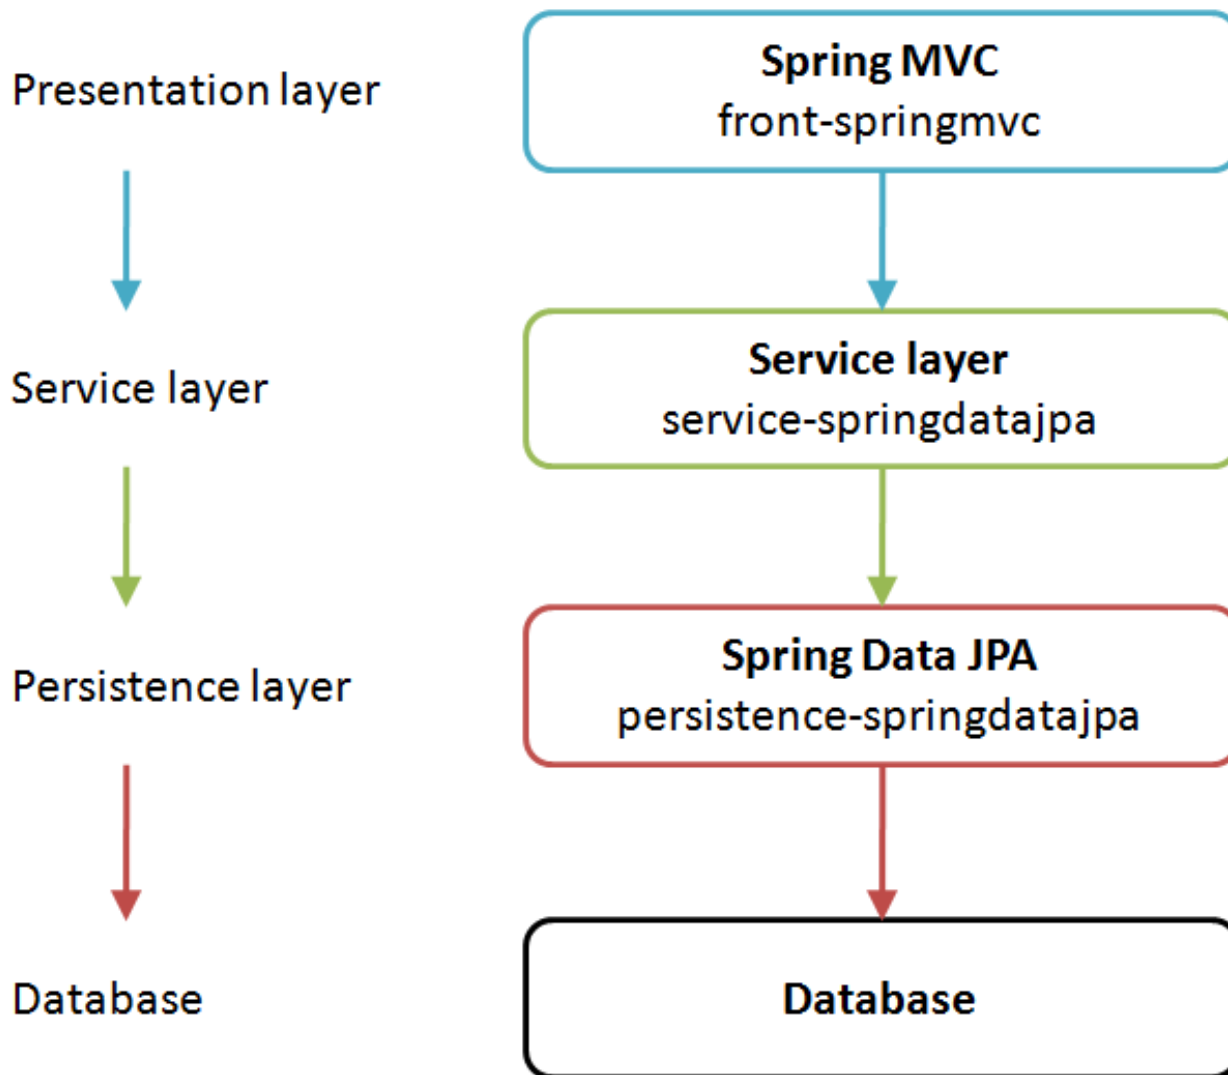 Presentation layer
Spring MVC
front-springmvc
Service layer
Service layer
service-springdatajpa
Persistence layer
Spring Data JPA
persistence-springdatajpa
Database
Database